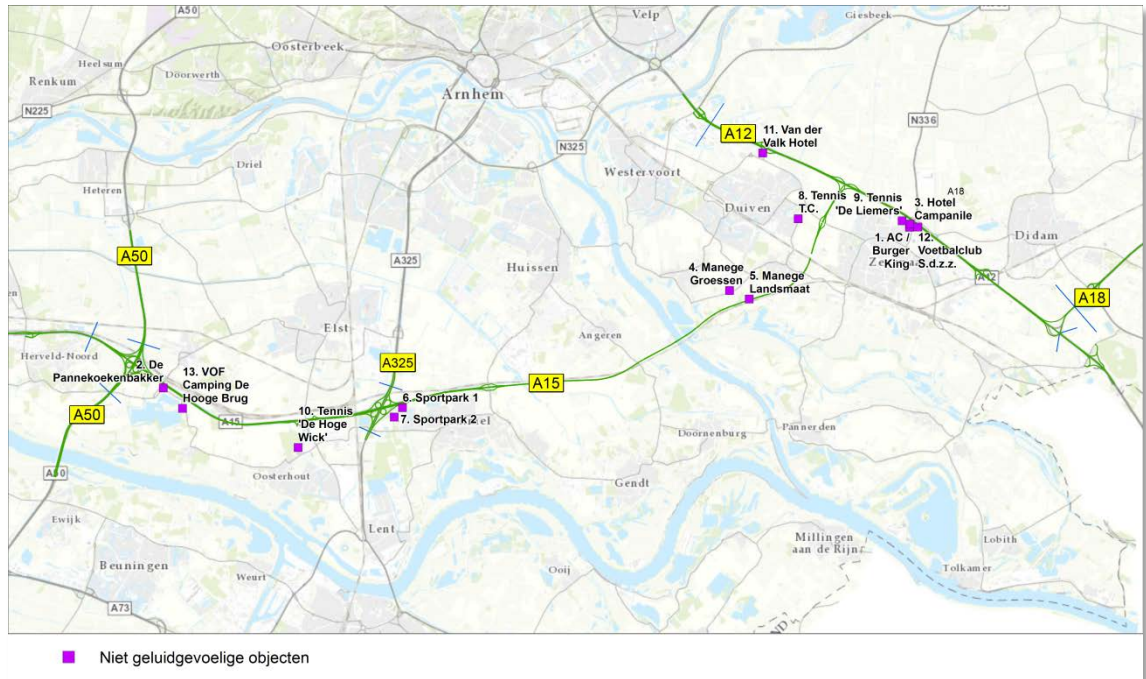 A50
Velp
Giesbeek
Oosterbeek
Heelsum
Renkum
Doorwerth
Arnhem
N225
A12
11. Van der
Valk Hotel
N336
N325
Driel
Westervoort
Heteren
8. Tennis
T.C.
9. Tennis
'De Liemers'
A18
3. Hotel
Campanile
Duiven
1. AC /
Burger
King
12.
Voetbalclub
S.d.z.z.
Didam
A50
A325
Huissen
4. Manege
Groessen
5. Manege
Landsmaat
A12
A18
Elst
Angeren
Herveld-Noord
2. De
Pannekoekenbakker
13. VOF
Camping De
Hooge Brug
A325
A15
A50
A15
10. Tennis
'De Hoge
Wick'
6. Sportpark 1
7. Sportpark 2
Doornenburg
Pannerden
A50
Oosterhout
Gendt
Ewijk
Lent
Millingen
aan de Rijn
Lobith
Beuningen
Weurt
Ooij
Tolkamer
A73
Niet geluidgevoelige objecten